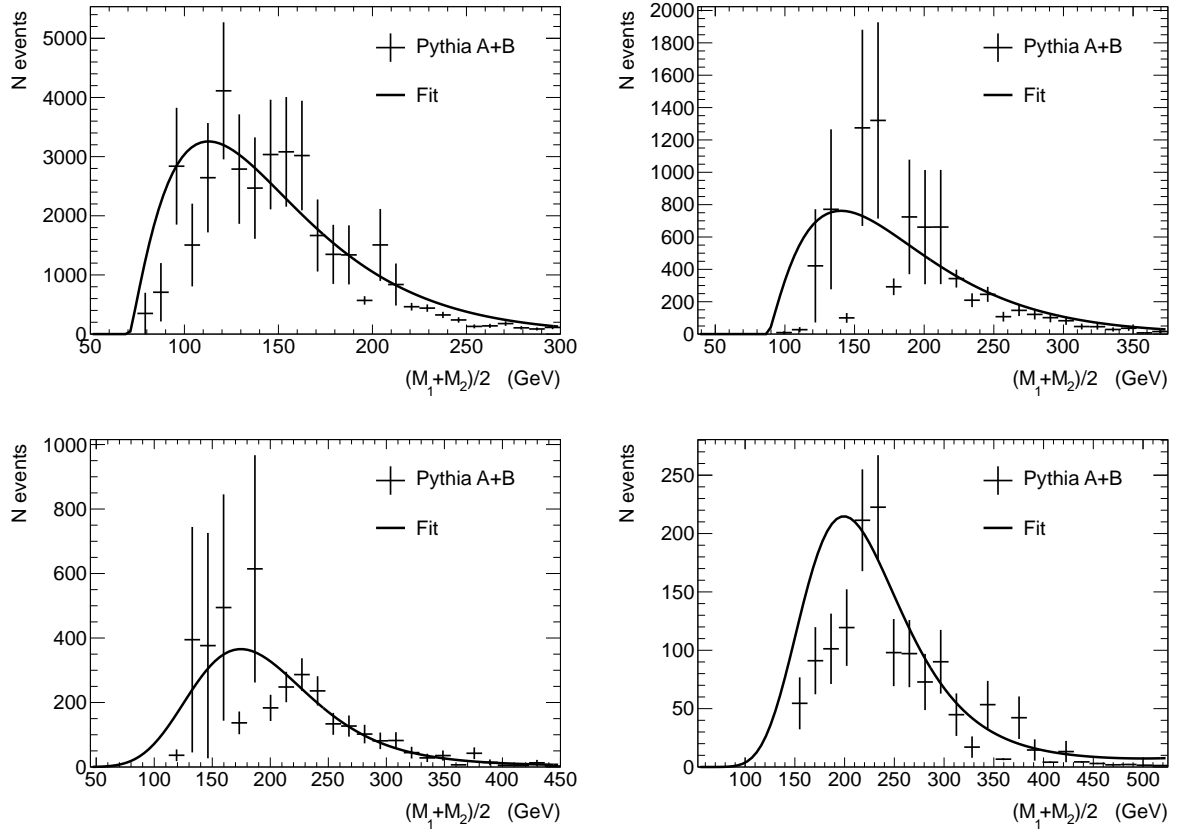 N events
5000
4000
3000
2000
1000
0
50 100 150 200 250 300
(M1+M2)/2 (GeV)
Pythia A+B
Fit
N events
2000
1800
1600
1400
1200
1000
800
600
400
200
0
50 100 150 200 250 300 350
(M1+M2)/2 (GeV)
Pythia A+B
Fit
N events
1000
800
600
400
200
0
50 100 150 200 250 300 350 400 450
(M1+M2)/2 (GeV)
Pythia A+B
Fit
N events
250
200
150
100
50
0
100 150 200 250 300 350 400 450 500
(M1+M2)/2 (GeV)
Pythia A+B
Fit